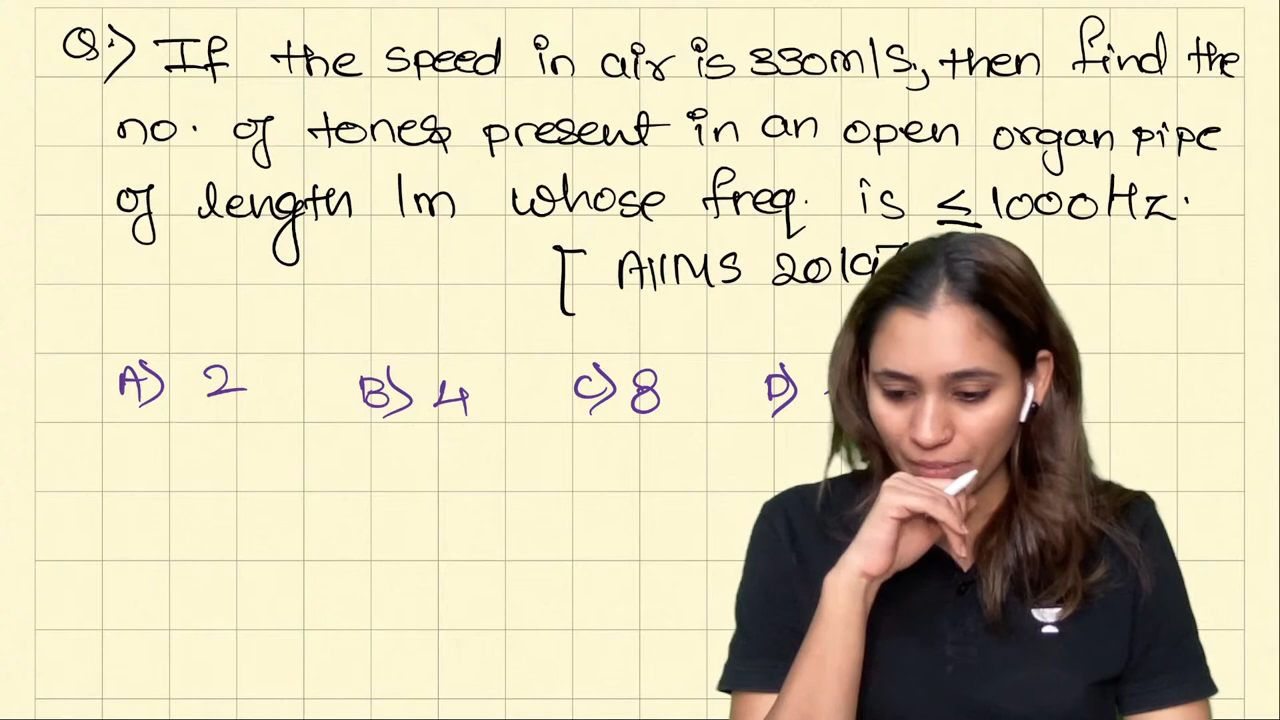 Q:) If the speed in air is 330m/s, then find the
no. of tones present in an open organ pipe
of length 1m whose freq. is ≤ 1000Hz.
[ AIIMS 2019]
A) 2 B) 4 C) 8 D)